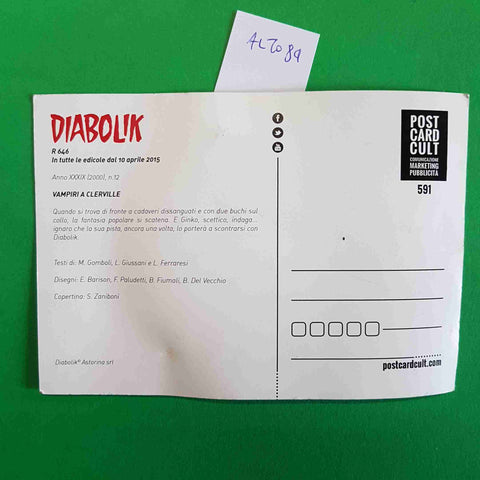 ALTO 89
DIABOLIK
R 646
In tutte le edicole dal 10 aprile 2015
Anno XXXIX (2000), n.12
VAMPIRI A CLERVILLE
Quando si trova di fronte a cadaveri dissanguati e con due buchi sul
collo, la fantasia popolare si scatena. E Ginko, scettico, indaga...
ignaro che la sua pista, ancora una volta, lo porterà a scontrarsi con
Diabolik.
Testi di: M. Gomboli, L. Giussani e L. Ferraresi
Disegni: E. Barison, F. Paludetti, B. Fiumali, B. Del Vecchio
Copertina: S. Zaniboni
Diabolik® Astorina srl
POST
CARD
CULT
COMUNICAZIONE
MARKETING
PUBBLICITÀ
591
postcardcult.com